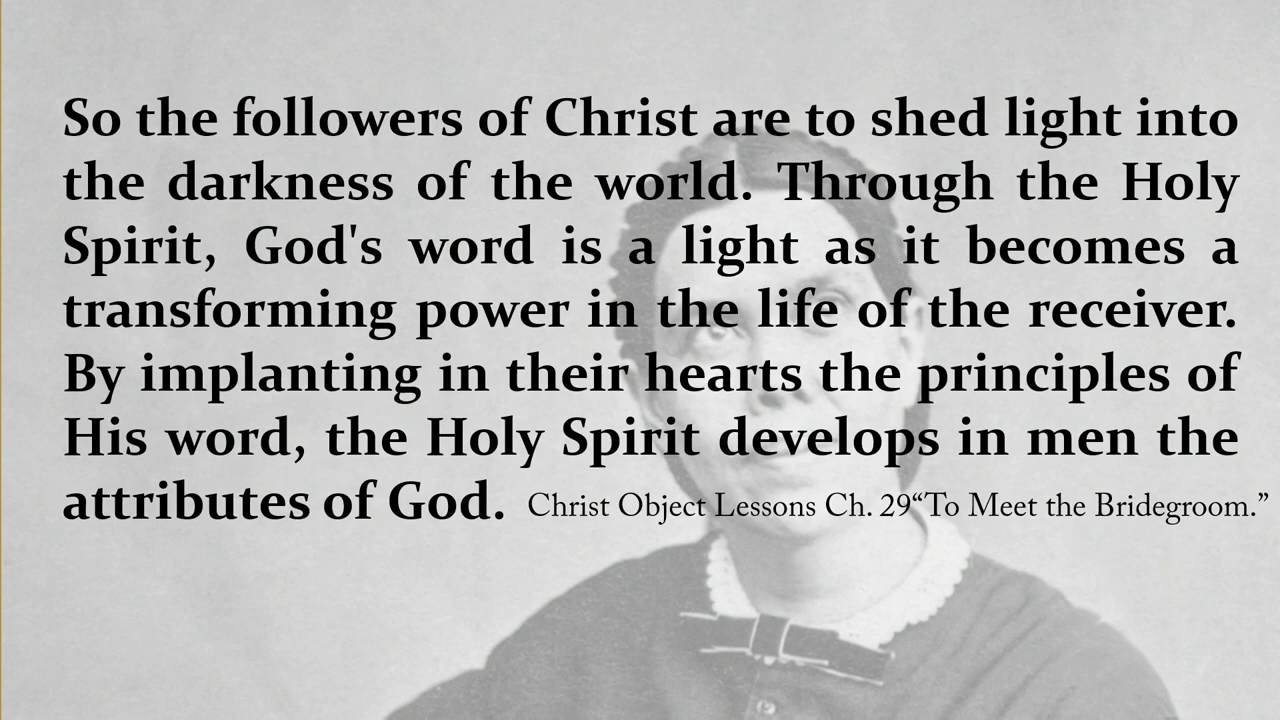 So the followers of Christ are to shed light into
the darkness of the world. Through the Holy
Spirit, God's word is a light as it becomes a
transforming power in the life of the receiver.
By implanting in their hearts the principles of
His word, the Holy Spirit develops in men the
attributes of God. Christ Object Lessons Ch. 29“To Meet the Bridegroom.”